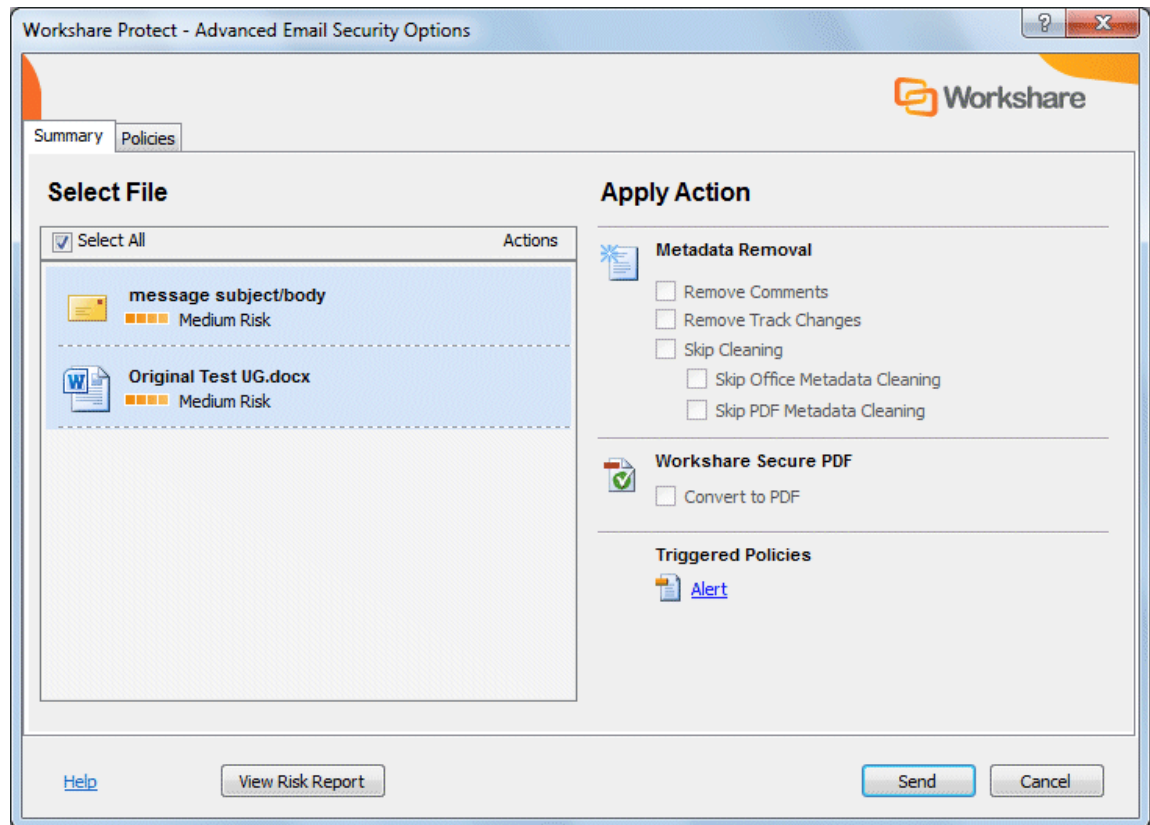 Workshare Protect - Advanced Email Security Options
Workshare
Summary
Policies
Select File
Select All
Actions
message subject/body
Medium Risk
Original Test UG.docx
Medium Risk
Apply Action
Metadata Removal
Remove Comments
Remove Track Changes
Skip Cleaning
Skip Office Metadata Cleaning
Skip PDF Metadata Cleaning
Workshare Secure PDF
Convert to PDF
Triggered Policies
Alert
Help
View Risk Report
Send
Cancel